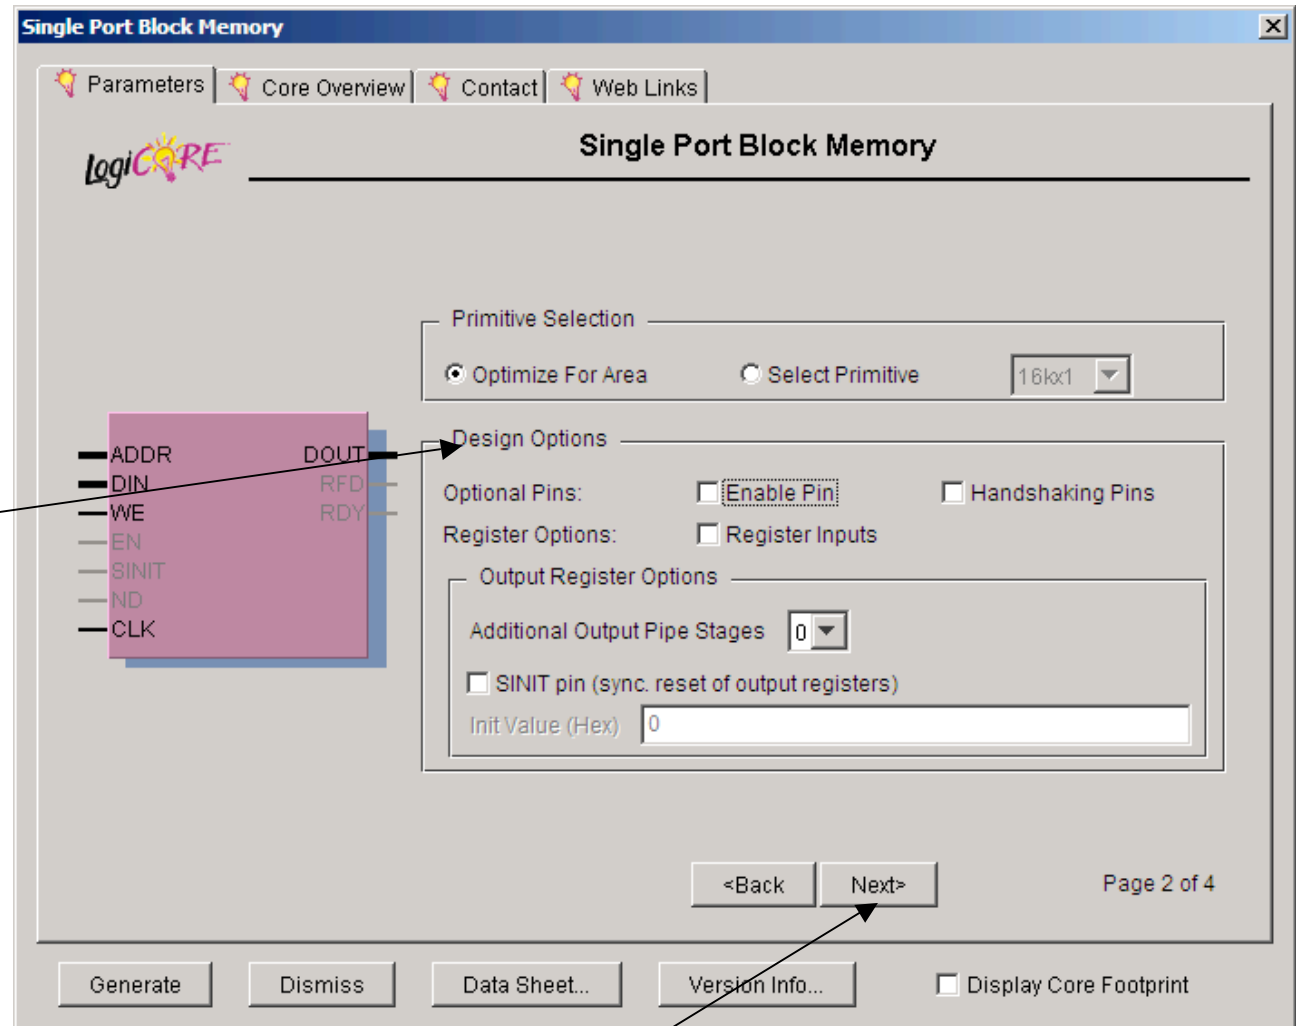 Single Port Block Memory
Parameters
Core Overview
Contact
Web Links
LogiCORE
Single Port Block Memory
Primitive Selection
Optimize For Area
Select Primitive
16kx1
ADDR
DIN
WE
EN
SINIT
ND
CLK
DOUT
RFD
RDY
Design Options
Optional Pins:
Enable Pin
Handshaking Pins
Register Options:
Register Inputs
Output Register Options
Additional Output Pipe Stages
0
SINIT pin (sync. reset of output registers)
Init Value (Hex)
0
<Back
Next>
Page 2 of 4
Generate
Dismiss
Data Sheet...
Version Info...
Display Core Footprint